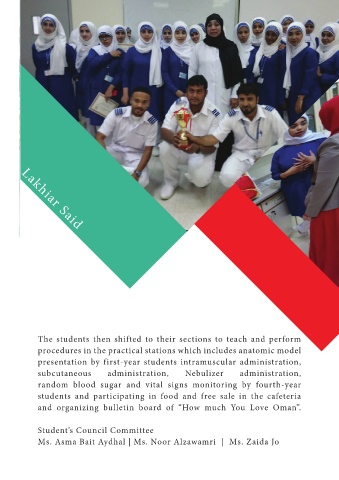 Lakhiar Said
The students then shifted to their sections to teach and perform
procedures in the practical stations which includes anatomic model
presentation by first-year students intramuscular administration,
subcutaneous administration, Nebulizer administration,
random blood sugar and vital signs monitoring by fourth-year
students and participating in food and free sale in the cafeteria
and organizing bulletin board of “How much You Love Oman”.
Student’s Council Committee
Ms. Asma Bait Aydhal | Ms. Noor Alzawamri | Ms. Zaida Jo